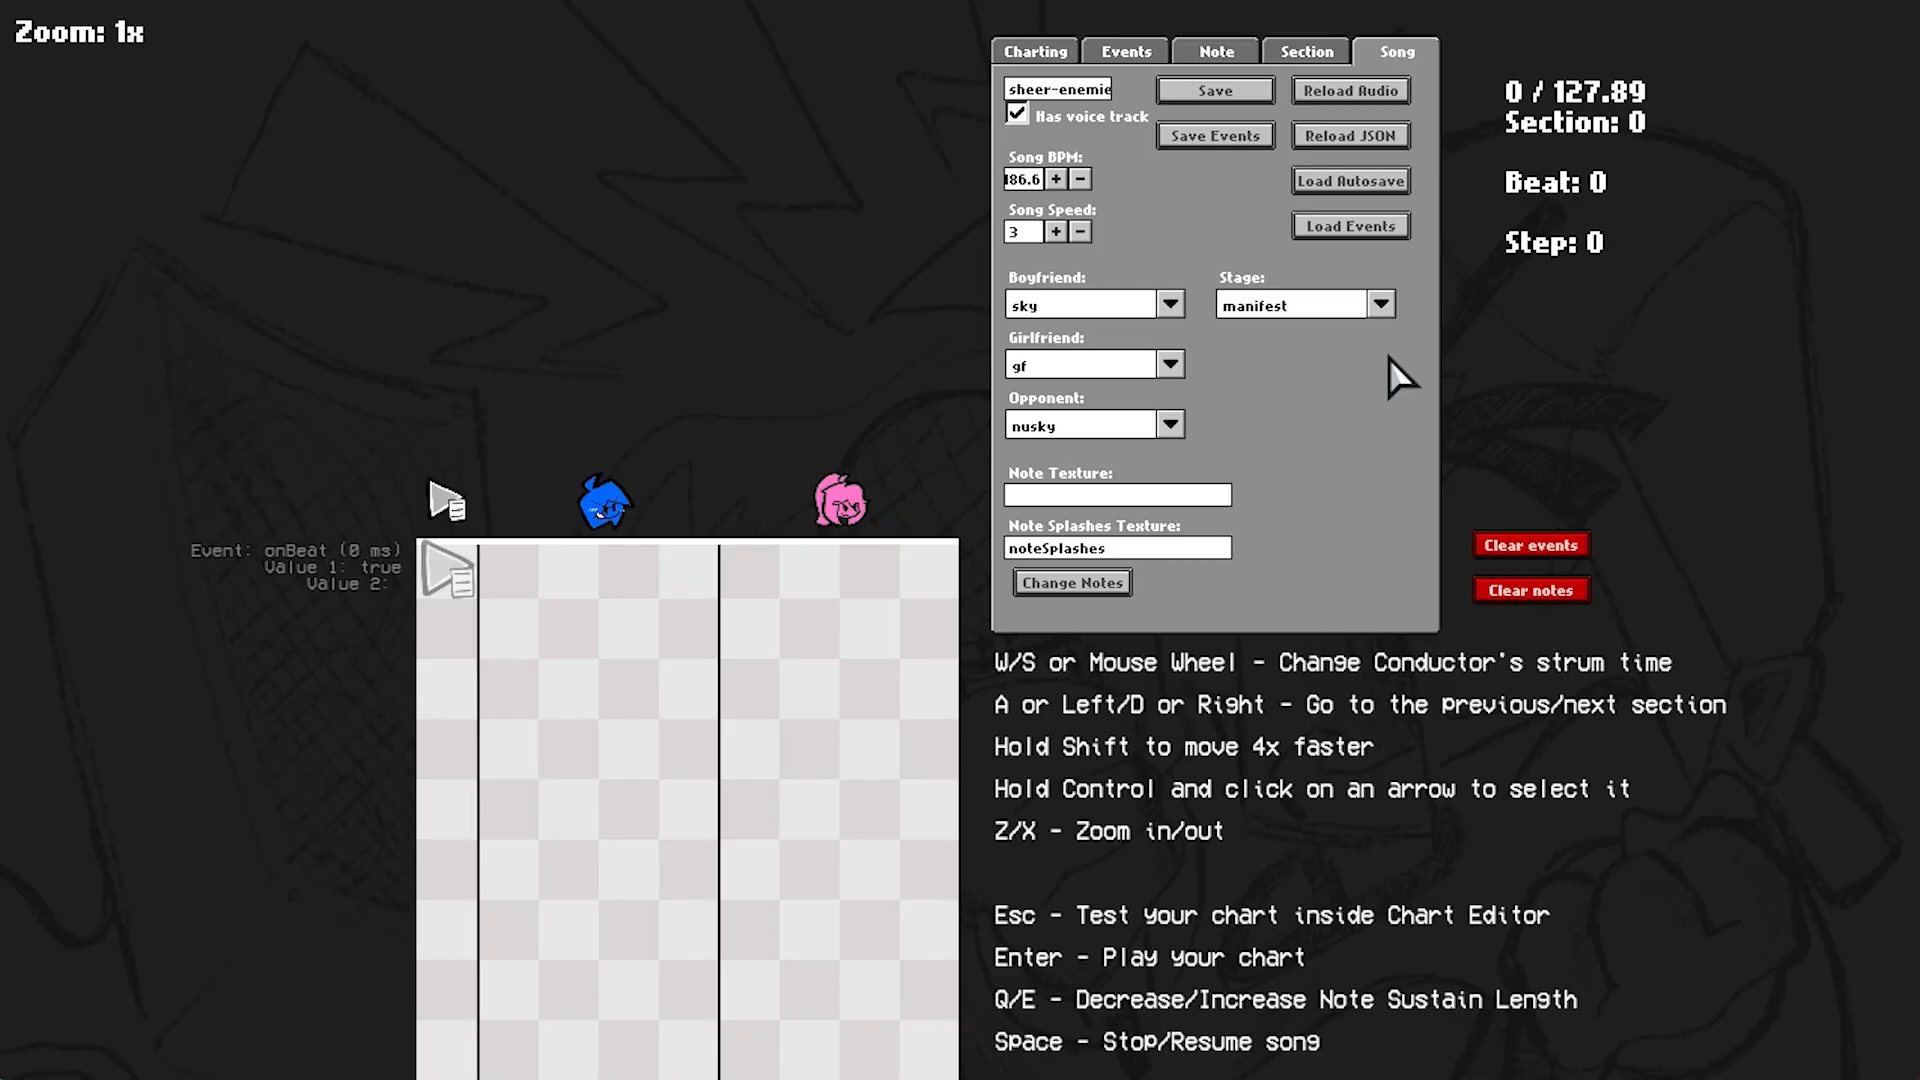 Zoom: 1x
Charting
Events
Note
Section
Song
sheer-enemie
Save
Reload Audio
Has voice track
Save Events
Reload JSON
Song BPM:
186.6
+
-
Load Autosave
Song Speed:
3
+
-
Load Events
Boyfriend:
Stage:
sky
manifest
Girlfriend:
gf
Opponent:
nusky
Note Texture:
Note Splashes Texture:
noteSplashes
Change Notes
0 / 127.89
Section: 0
Beat: 0
Step: 0
Clear events
Clear notes
Event: onBeat (0 ms)
Value 1: true
Value 2:
W/S or Mouse Wheel - Change Conductor's strum time
A or Left/D or Right - Go to the previous/next section
Hold Shift to move 4x faster
Hold Control and click on an arrow to select it
Z/X - Zoom in/out
Esc - Test your chart inside Chart Editor
Enter - Play your chart
Q/E - Decrease/Increase Note Sustain Length
Space - Stop/Resume song